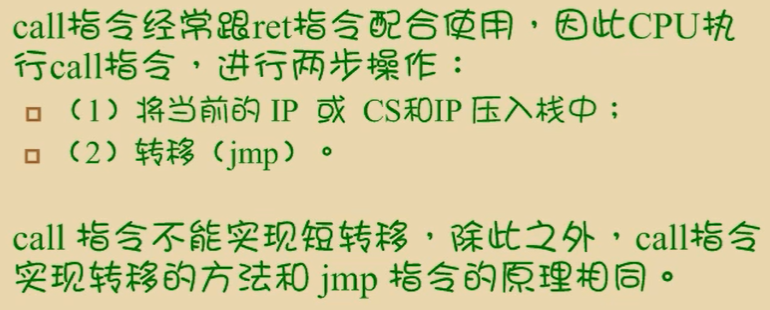 call指令经常跟ret指令配合使用，因此CPU执
行call指令，进行两步操作：
（1）将当前的 IP 或 CS和IP 压入栈中；
（2）转移（jmp）。
call 指令不能实现短转移，除此之外，call指令
实现转移的方法和 jmp 指令的原理相同。